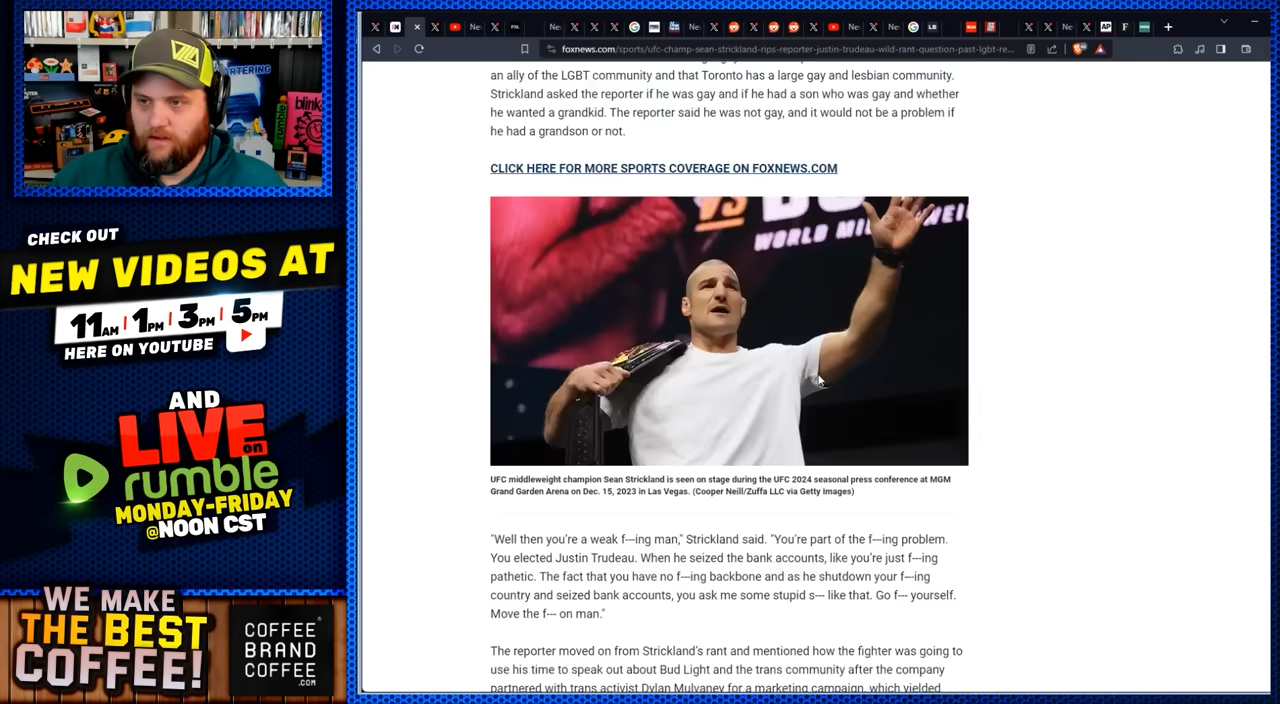 RTERING
blink
CHECK OUT
NEW VIDEOS AT
11AM | 1PM | 3PM | 5PM
HERE ON YOUTUBE
AND
LIVE on
rumble
MONDAY-FRIDAY
@NOON CST
WE MAKE
THE BEST
COFFEE!
COFFEE
BRAND
COFFEE
.COM
foxnews.com/sports/ufc-champ-sean-strickland-rips-reporter-justin-trudeau-wild-rant-question-past-lgbt-re...
an ally of the LGBT community and that Toronto has a large gay and lesbian community.
Strickland asked the reporter if he was gay and if he had a son who was gay and whether
he wanted a grandkid. The reporter said he was not gay, and it would not be a problem if
he had a grandson or not.
CLICK HERE FOR MORE SPORTS COVERAGE ON FOXNEWS.COM
VS
WORLD MI
UFC middleweight champion Sean Strickland is seen on stage during the UFC 2024 seasonal press conference at MGM
Grand Garden Arena on Dec. 15, 2023 in Las Vegas. (Cooper Neill/Zuffa LLC via Getty Images)
"Well then you're a weak f---ing man," Strickland said. "You're part of the f---ing problem.
You elected Justin Trudeau. When he seized the bank accounts, like you're just f---ing
pathetic. The fact that you have no f---ing backbone and as he shutdown your f---ing
country and seized bank accounts, you ask me some stupid s--- like that. Go f--- yourself.
Move the f--- on man."
The reporter moved on from Strickland's rant and mentioned how the fighter was going to
use his time to speak out about Bud Light and the trans community after the company
partnered with trans activist Dylan Mulvaney for a marketing campaign, which yielded